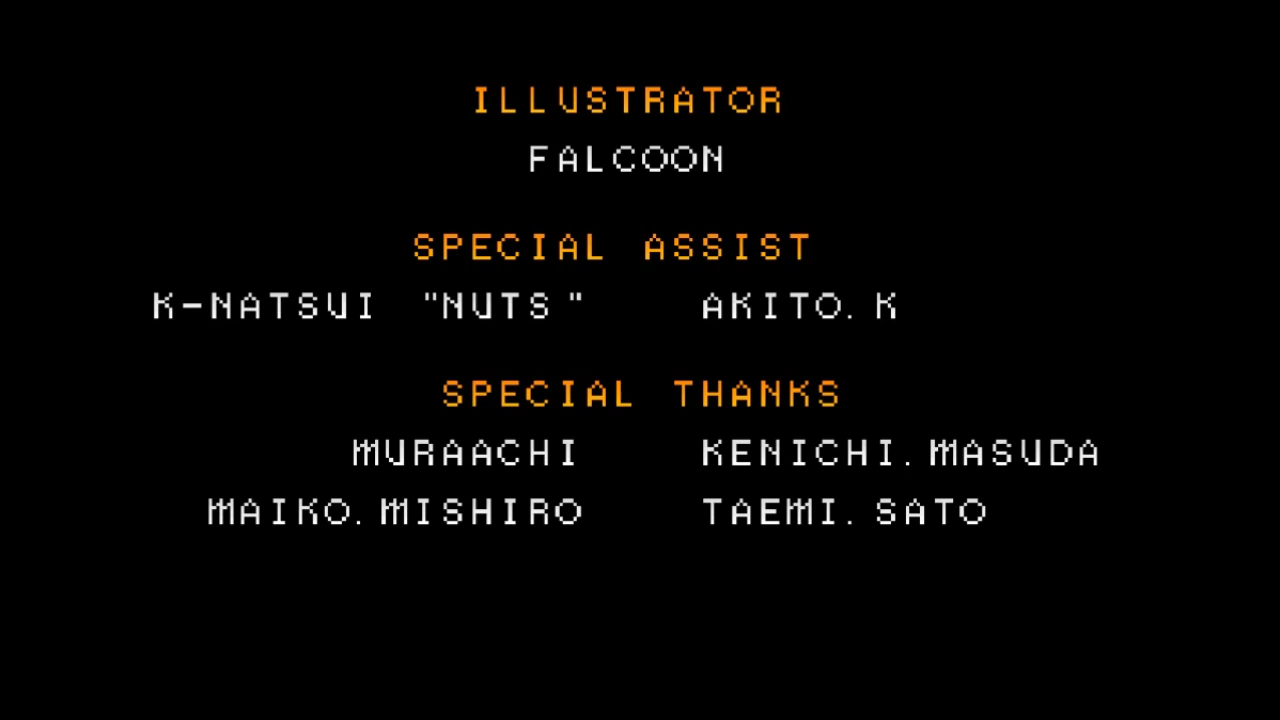 ILLUSTRATOR
FALCOON
SPECIAL ASSIST
K-NATSUI "NUTS" AKITO.K
SPECIAL THANKS
MURAACHI KENICHI.MASUDA
MAIKO.MISHIRO TAEMI.SATO